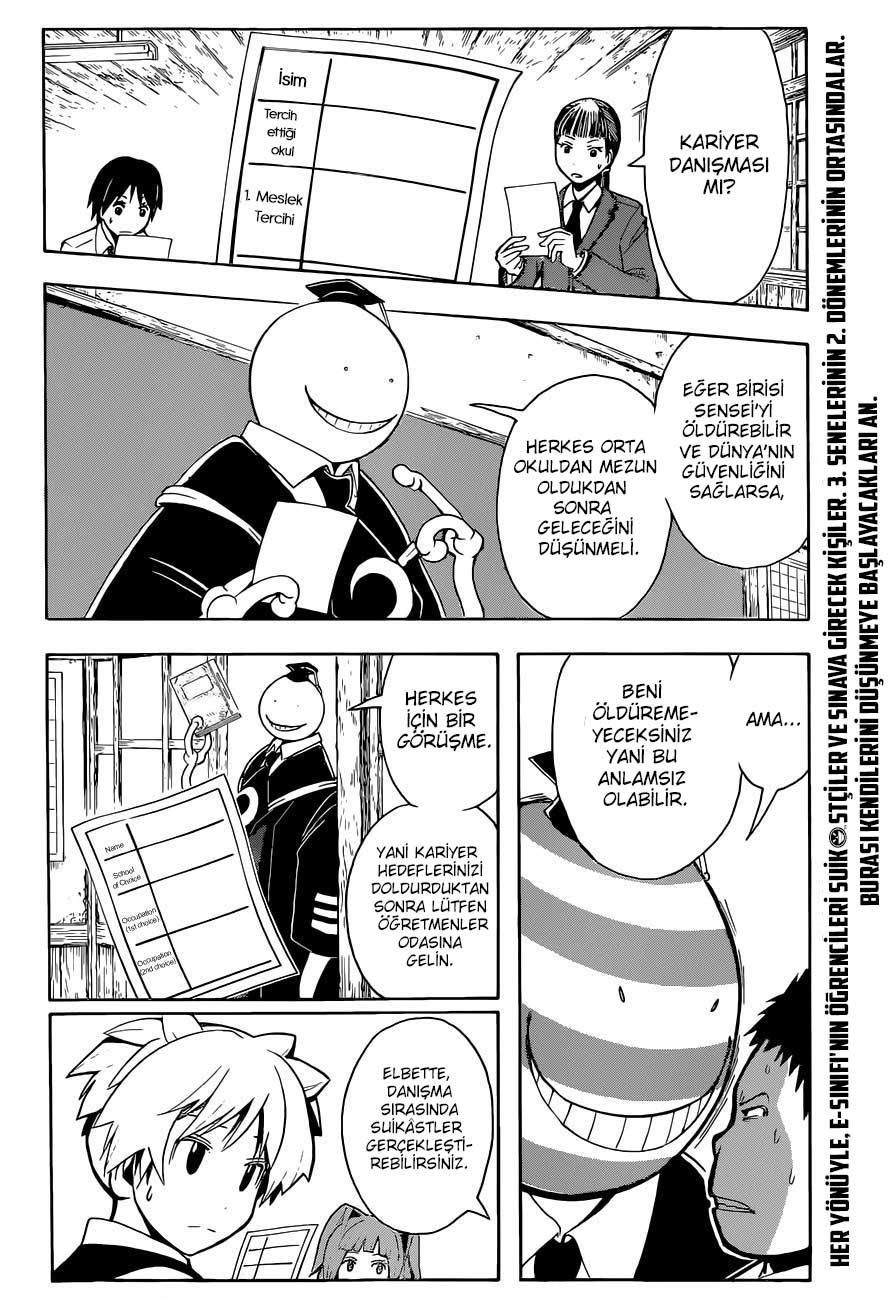 KARİYER
DANIŞMASI
MI?
İsim
Tercih
ettiği
okul
1. Meslek
Tercihi
EĞER BİRİSİ
SENSEI'Yİ
ÖLDÜREBİLİR
VE DÜNYA'NIN
GÜVENLİĞİNİ
SAĞLARSA,
HERKES ORTA
OKULDAN MEZUN
OLDUKDAN
SONRA
GELECEĞİNİ
DÜŞÜNMELİ.
AMA...
BENİ
ÖLDÜREME-
YECEKSİNİZ
YANİ BU
ANLAMSIZ
OLABİLİR.
HERKES
İÇİN BİR
GÖRÜŞME.
YANİ KARİYER
HEDEFLERİNİZİ
DOLDURDUKTAN
SONRA LÜTFEN
ÖĞRETMENLER
ODASINA
GELİN.
Name
School
of Choice
Occupation
(1st choice)
Occupation
(2nd choice)
ELBETTE,
DANIŞMA
SIRASINDA
SUİKÂSTLER
GERÇEKLEŞTİ-
REBİLİRSİNİZ.
HER YÖNÜYLE, E-SINIFI'NIN ÖĞRENCİLERİ SUİK STÇİLER VE SINAVA GİRECEK KİŞİLER. 3. SENELERİNİN 2. DÖNEMLERİNİN ORTASINDALAR.
BURASI KENDİLERİNİ DÜŞÜNMEYE BAŞLAYACAKLARI AN.